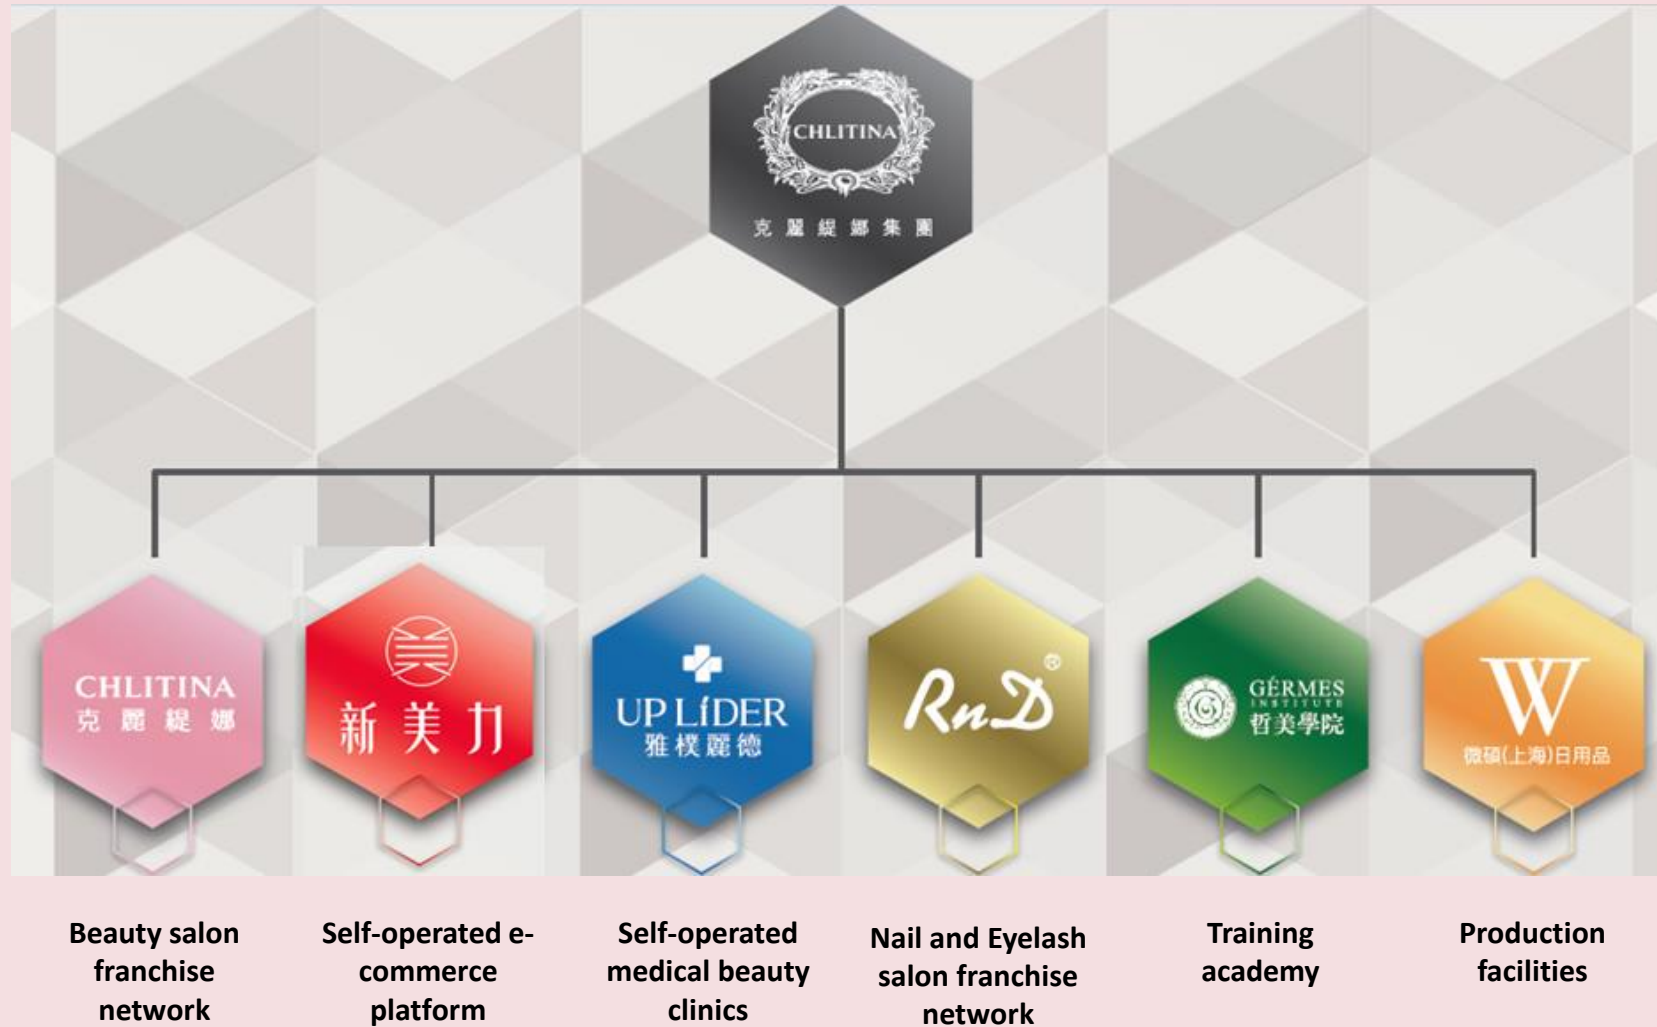 CHLITINA
克麗緹娜集團
CHLITINA
克麗緹娜
新美力
UP LÍDER
雅樸麗德
RnD®
GÉRMES
INSTITUTE
哲美學院
W
微碩(上海)日用品
Beauty salon
franchise
network
Self-operated e-
commerce
platform
Self-operated
medical beauty
clinics
Nail and Eyelash
salon franchise
network
Training
academy
Production
facilities